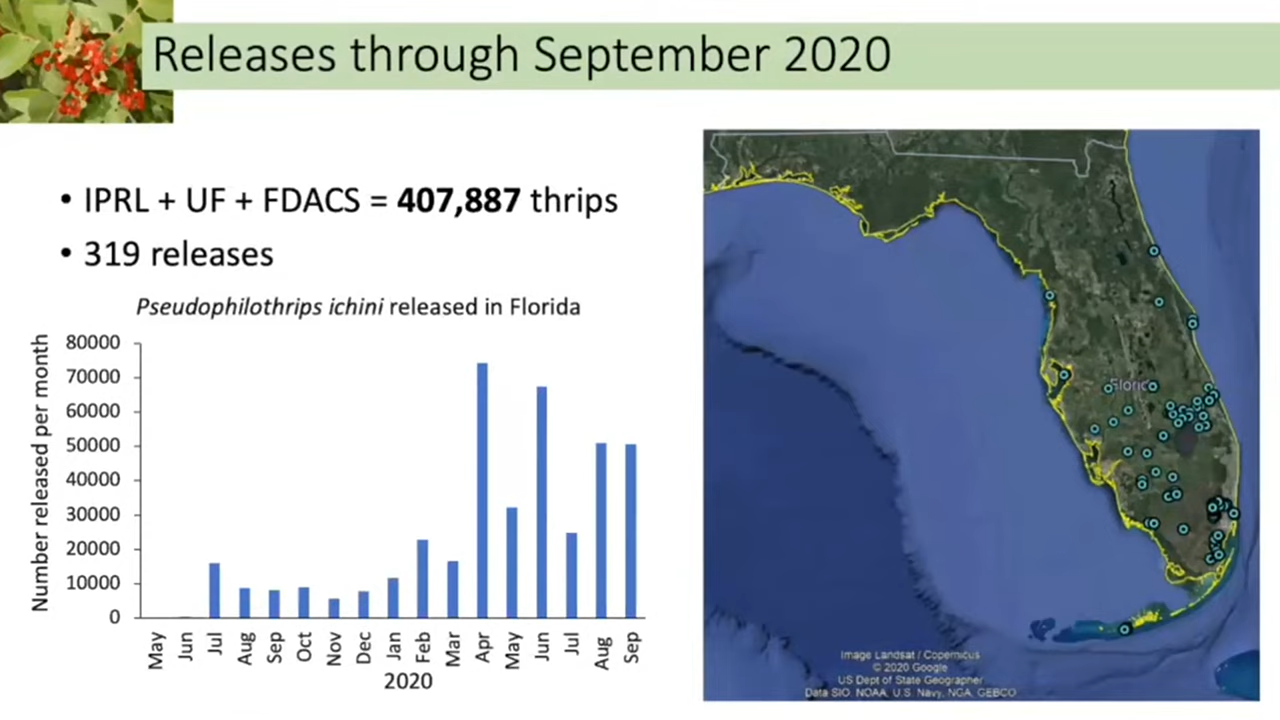 Releases through September 2020
• IPRL + UF + FDACS = 407,887 thrips
• 319 releases
Pseudophilothrips ichini released in Florida
Number released per month
80000
70000
60000
50000
40000
30000
20000
10000
0
May Jun Jul Aug Sep Oct Nov Dec Jan Feb Mar Apr May Jun Jul Aug Sep
2020
Floric
Image Landsat / Copernicus
© 2020 Google
US Dept of State Geographer
Data SIO, NOAA, U.S. Navy, NGA, GEBCO